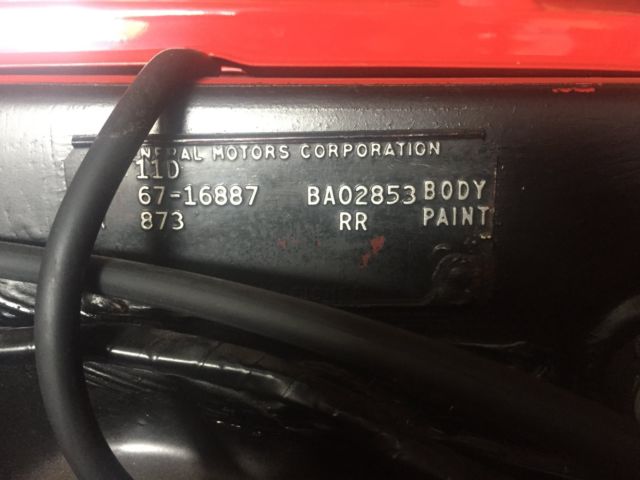 NERAL MOTORS CORPORATION
11D
67-16887 BA02853 BODY
873 RR PAINT